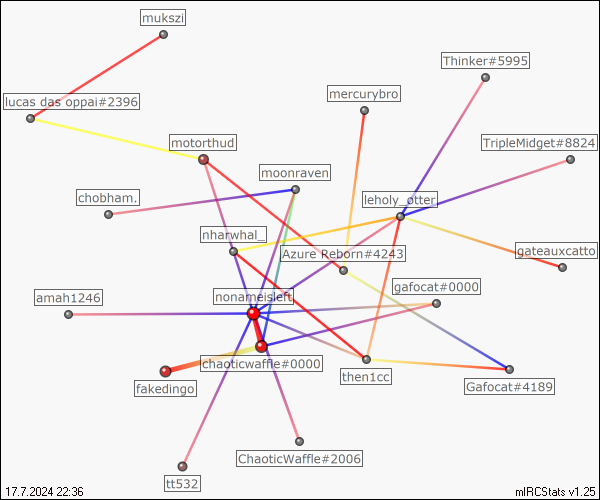 mukszi
Thinker#5995
mercurybro
lucas das oppai#2396
motorthud
TripleMidget#8824
moonraven
chobham.
leholy_otter
nharwhal_
Azure Reborn#4243
gateauxcatto
gafocat#0000
amah1246
nonameisleft
chaoticwaffle#0000
then1cc
fakedingo
Gafocat#4189
ChaoticWaffle#2006
tt532
17.7.2024 22:36
mIRCStats v1.25